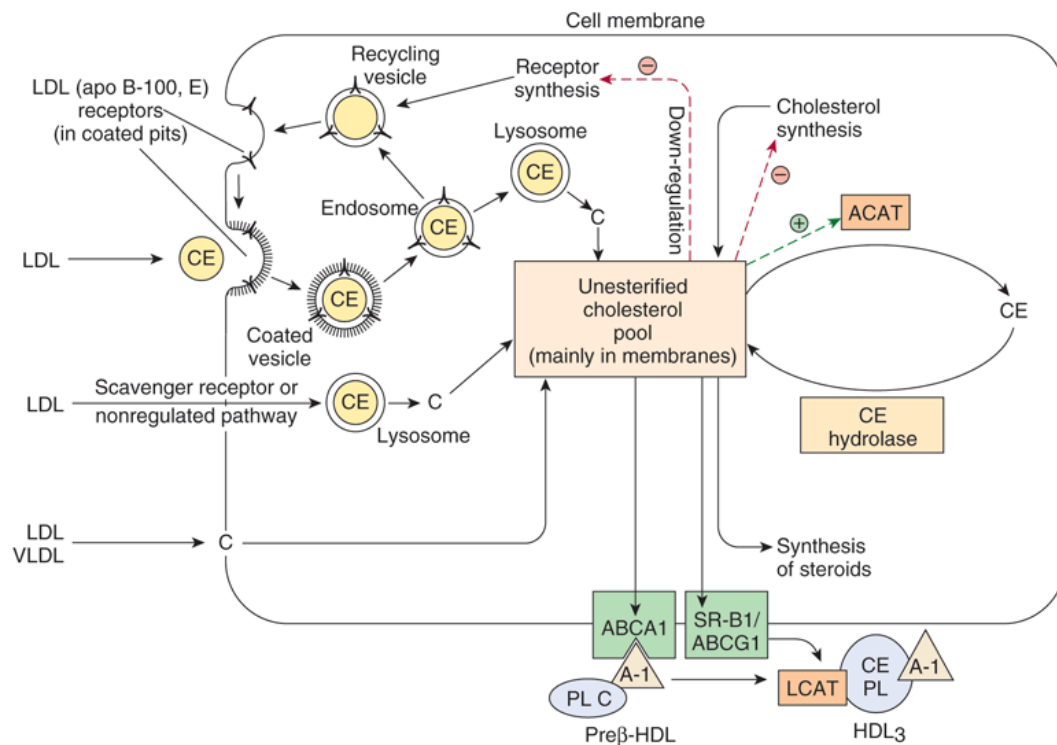 Cell membrane
Recycling
vesicle
Receptor
synthesis
−
LDL (apo B-100, E)
receptors
(in coated pits)
Lysosome
CE
Down-regulation
Cholesterol
synthesis
−
Endosome
CE
C
+
ACAT
LDL
CE
CE
Coated
vesicle
Unesterified
cholesterol
pool
(mainly in membranes)
CE
Scavenger receptor or
LDL
nonregulated pathway
CE
C
Lysosome
CE
hydrolase
LDL
VLDL
C
Synthesis
of steroids
ABCA1
SR-B1/
ABCG1
A-1
PL C
Preβ-HDL
LCAT
CE
PL
A-1
HDL₃